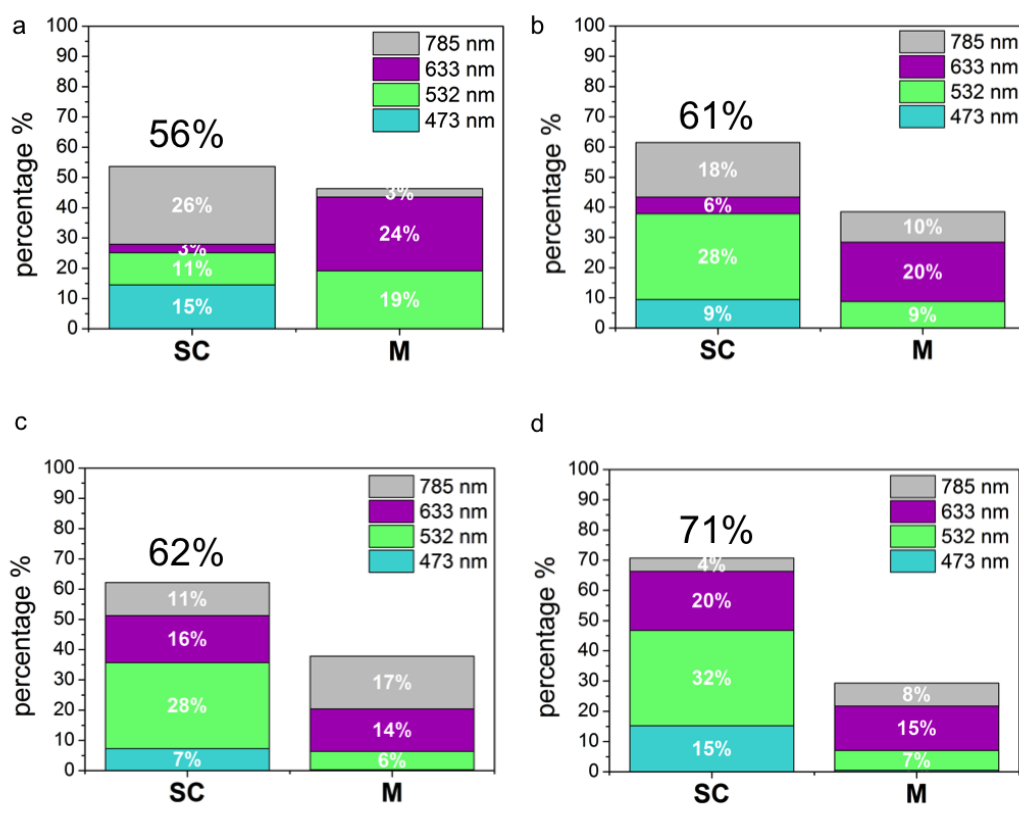 a
percentage %
100
90
80
70
60
50
40
30
20
10
0
785 nm
633 nm
532 nm
473 nm
56%
26%
3%
11%
15%
3%
24%
19%
SC
M
b
percentage %
100
90
80
70
60
50
40
30
20
10
0
785 nm
633 nm
532 nm
473 nm
61%
18%
6%
28%
9%
10%
20%
9%
SC
M
c
percentage %
100
90
80
70
60
50
40
30
20
10
0
785 nm
633 nm
532 nm
473 nm
62%
11%
16%
28%
7%
17%
14%
6%
SC
M
d
percentage %
100
90
80
70
60
50
40
30
20
10
0
785 nm
633 nm
532 nm
473 nm
71%
4%
20%
32%
15%
8%
15%
7%
SC
M